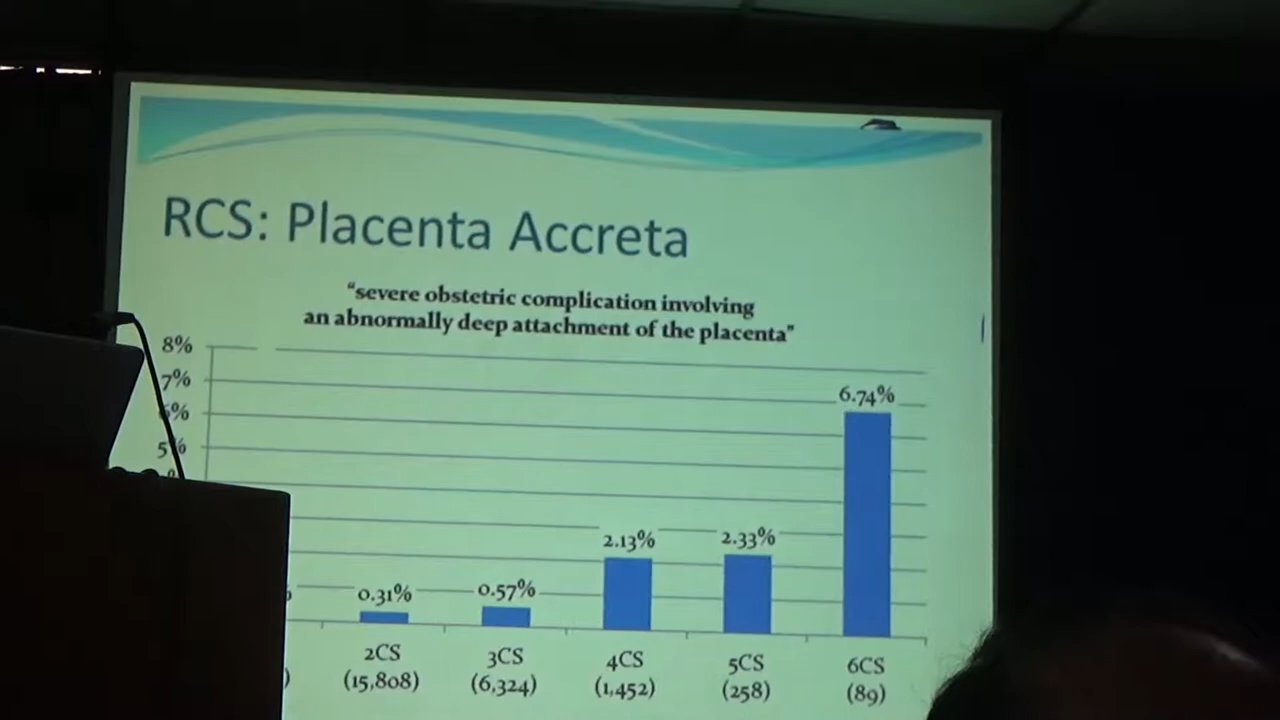 RCS: Placenta Accreta
“severe obstetric complication involving
an abnormally deep attachment of the placenta”
8%
7%
6%
5%
6.74%
2.13%
2.33%
0.31%
0.57%
2CS
3CS
4CS
5CS
6CS
(15,808)
(6,324)
(1,452)
(258)
(89)